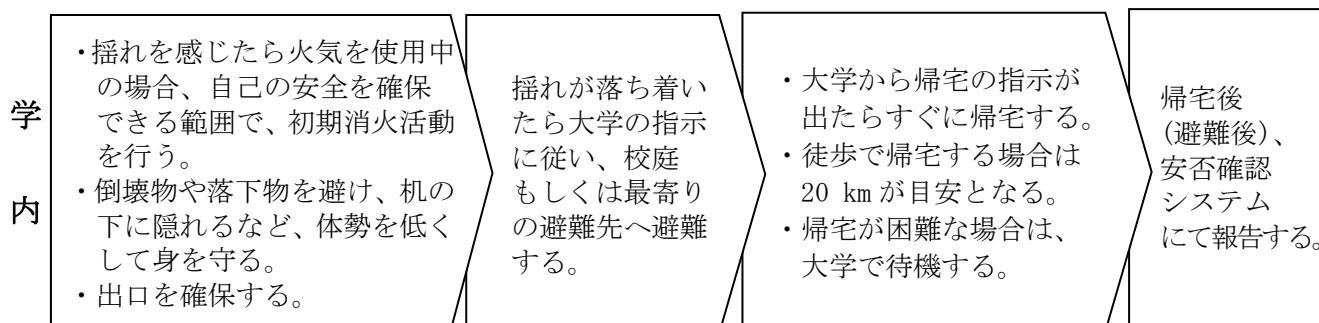 学
内
・揺れを感じたら火気を使用中
の場合、自己の安全を確保
できる範囲で、初期消火活動
を行う。
・倒壊物や落下物を避け、机の
下に隠れるなど、体勢を低く
して身を守る。
・出口を確保する。
揺れが落ち着い
たら大学の指示
に従い、校庭
もしくは最寄り
の避難先へ避難
する。
・大学から帰宅の指示が
出たらすぐに帰宅する。
・徒歩で帰宅する場合は
20 km が目安となる。
・帰宅が困難な場合は、
大学で待機する。
帰宅後
(避難後)、
安否確認
システム
にて報告する。